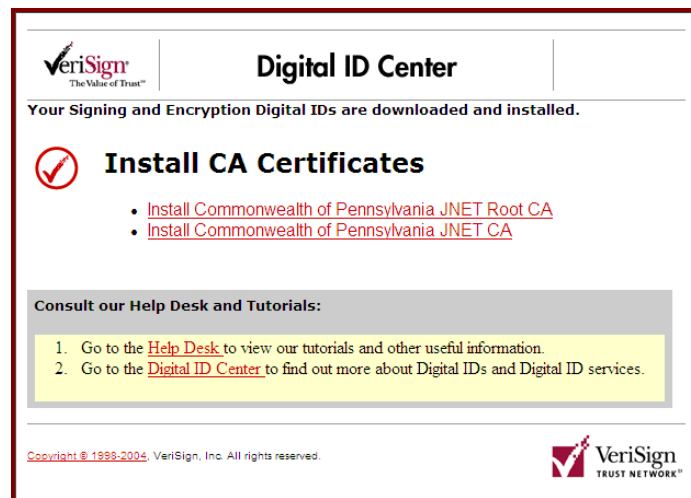 VeriSign
The Value of Trust™
Digital ID Center
Your Signing and Encryption Digital IDs are downloaded and installed.
Install CA Certificates
• Install Commonwealth of Pennsylvania JNET Root CA
• Install Commonwealth of Pennsylvania JNET CA
Consult our Help Desk and Tutorials:
1. Go to the Help Desk to view our tutorials and other useful information.
2. Go to the Digital ID Center to find out more about Digital IDs and Digital ID services.
Copyright © 1998-2004, VeriSign, Inc. All rights reserved.
VeriSign
TRUST NETWORK™